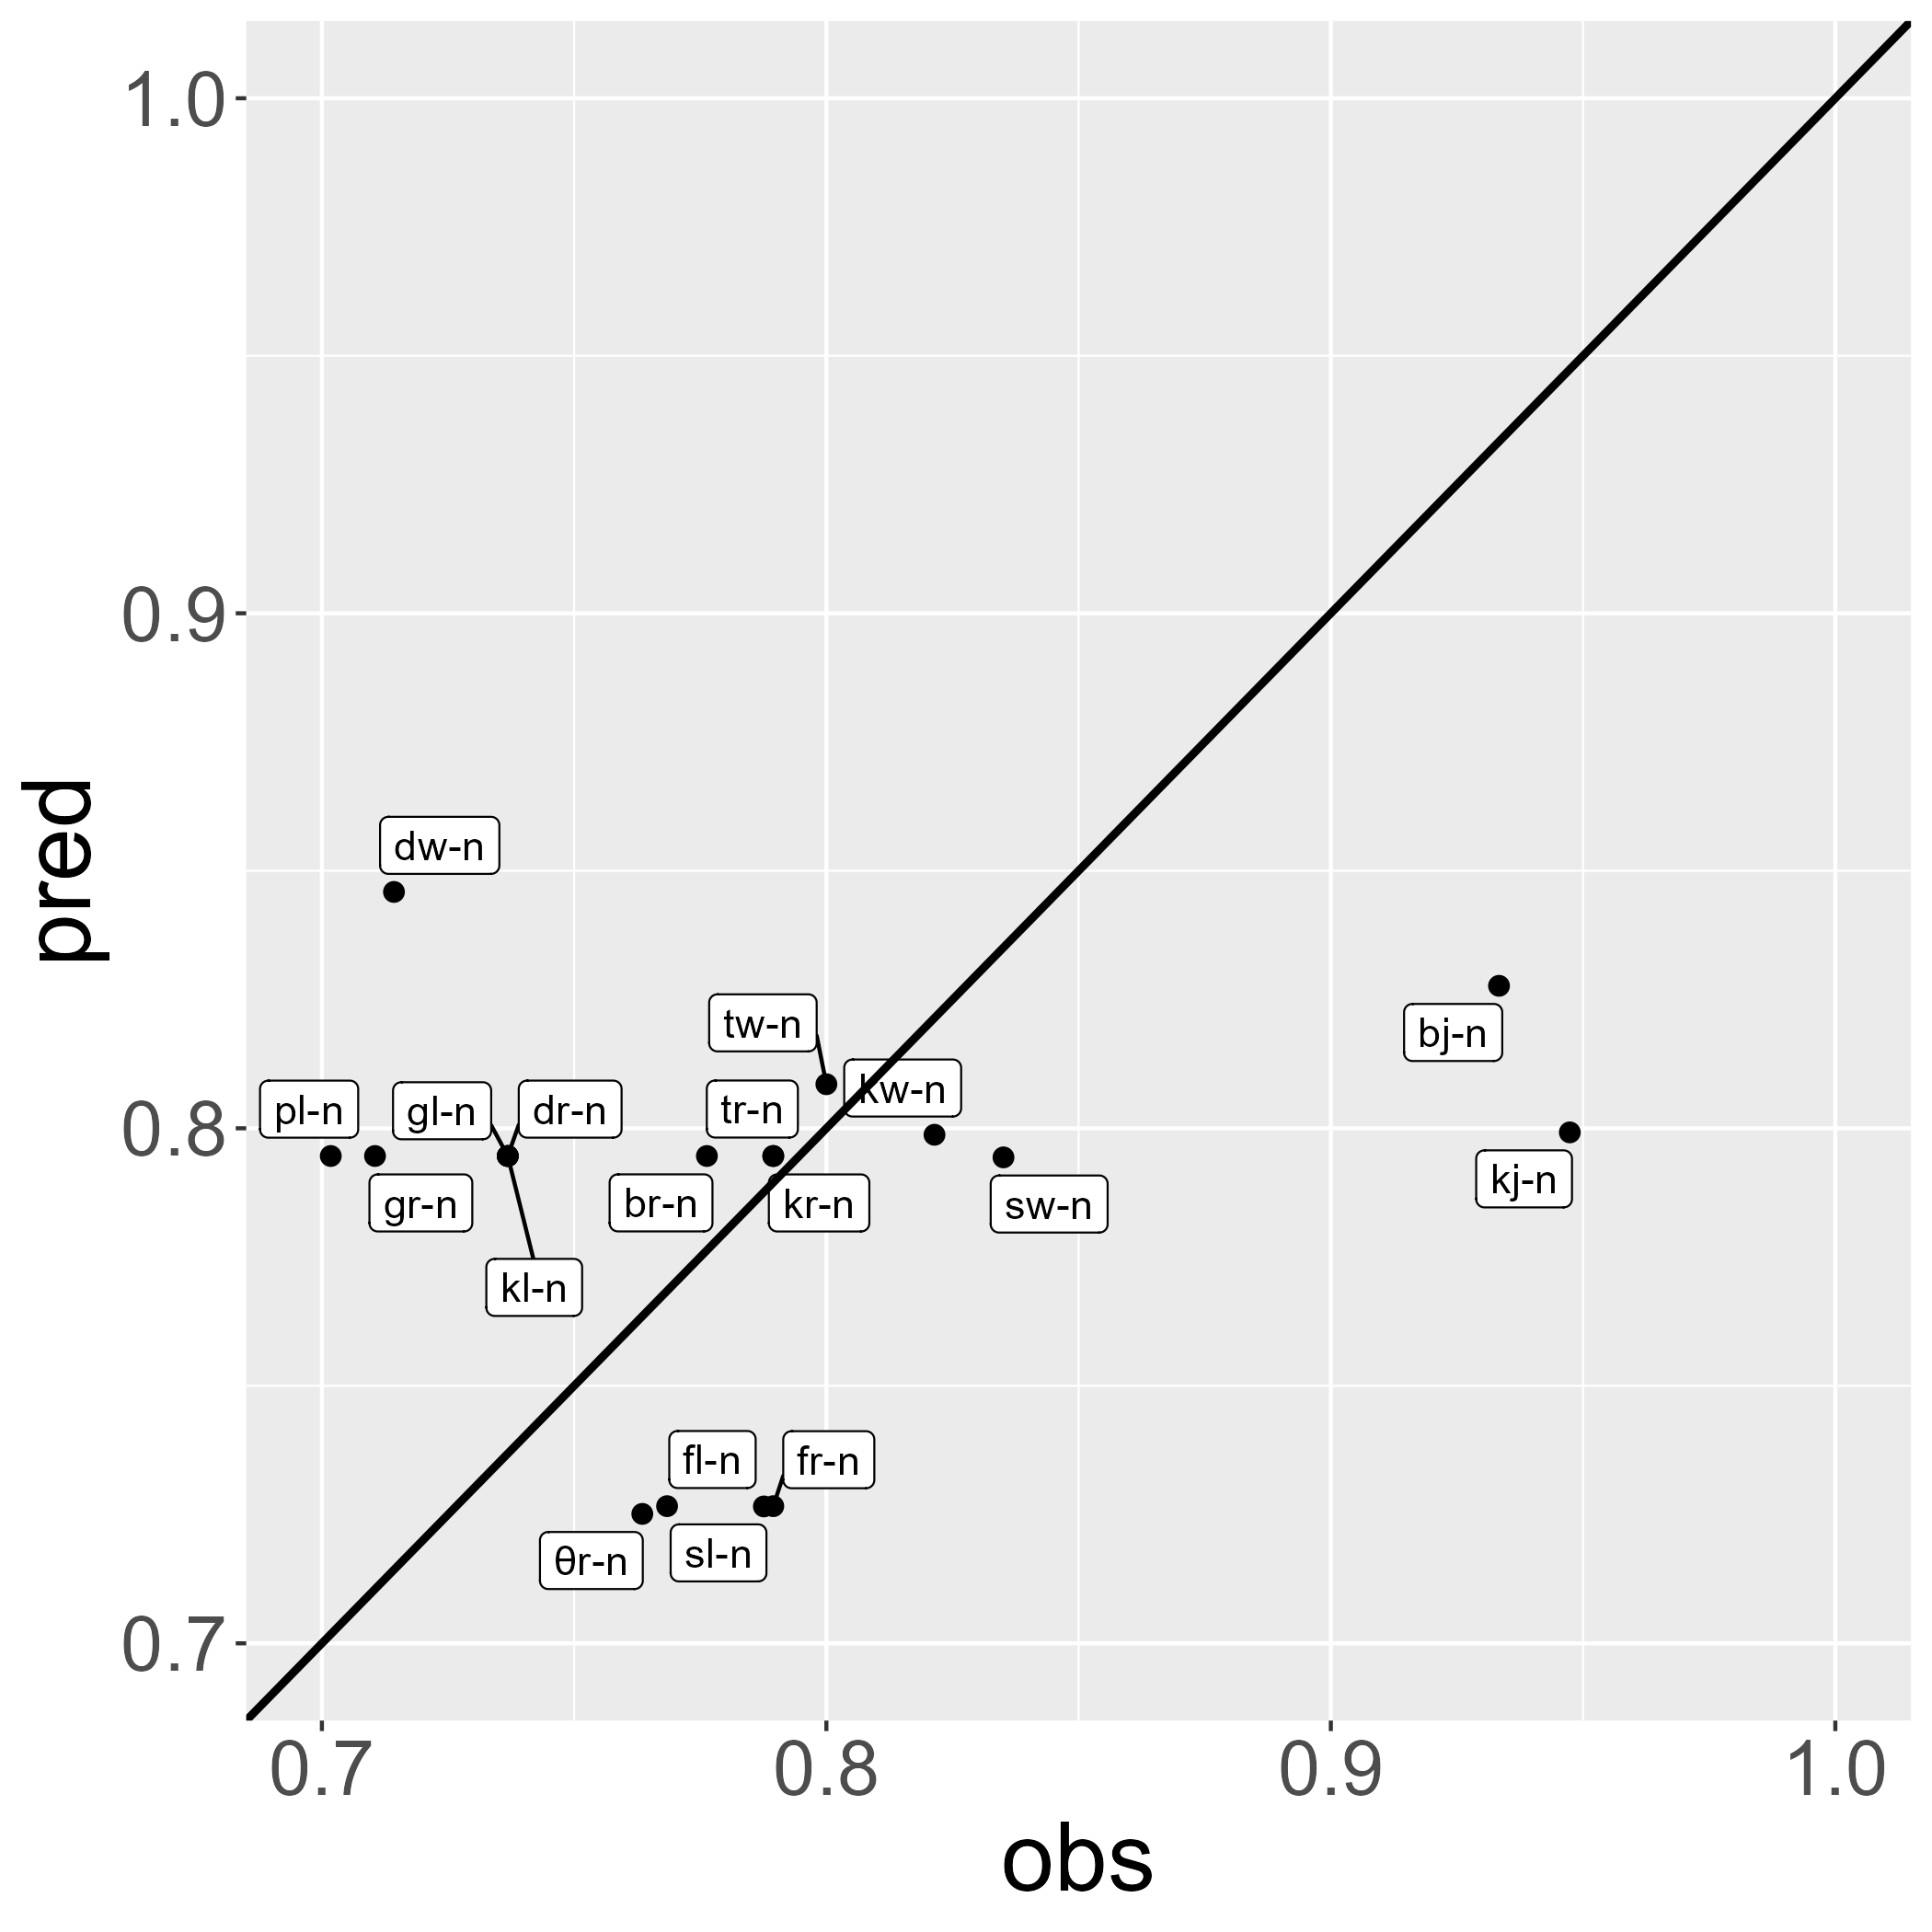 1.0
0.9
dw-n
bj-n
tw-n
kw-n
pl-n
gl-n
dr-n
tr-n
0.8
kj-n
gr-n
br-n
kr-n
sw-n
kl-n
fl-n
fr-n
θr-n
sl-n
0.7
pred
0.7
0.8
0.9
1.0
obs